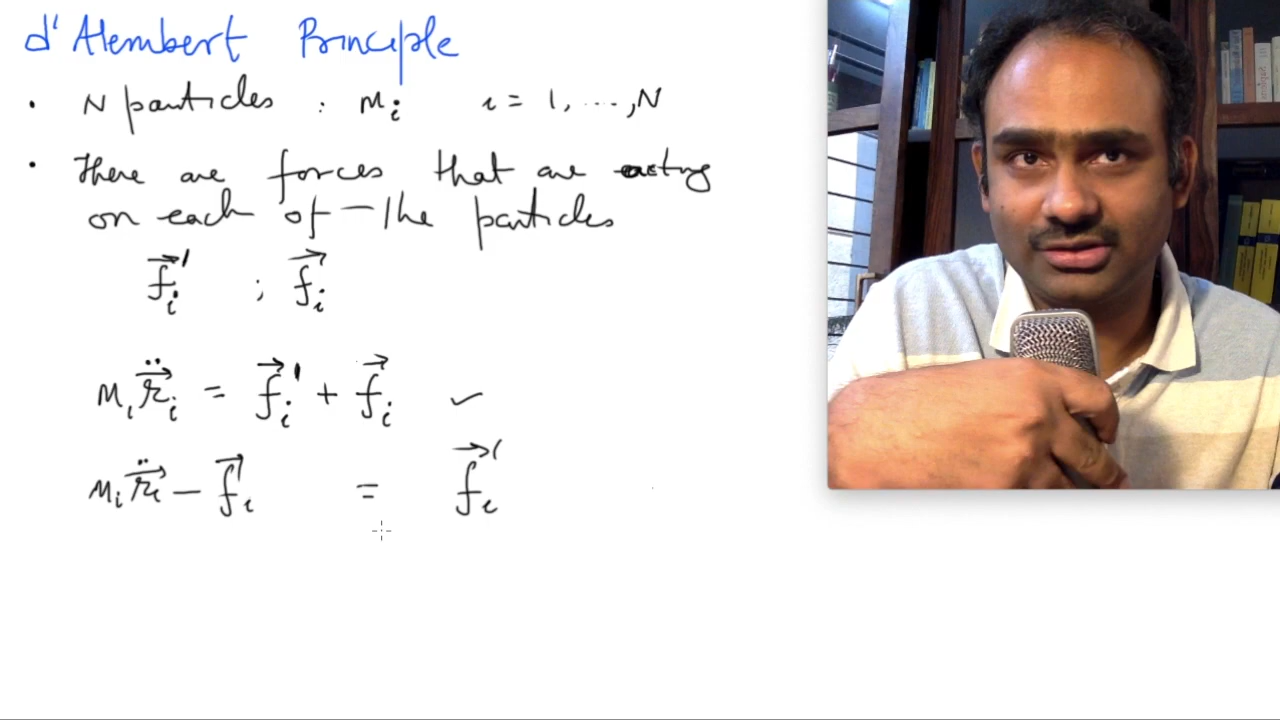 d'Alembert Principle
• N particles : mᵢ i = 1, ...., N
• There are forces that are acting
on each of the particles
f⃗ᵢ' ; f⃗ᵢ
mᵢ r̈⃗ᵢ = f⃗ᵢ' + f⃗ᵢ ✓
mᵢ r̈⃗ᵢ − f⃗ᵢ = f⃗ᵢ'